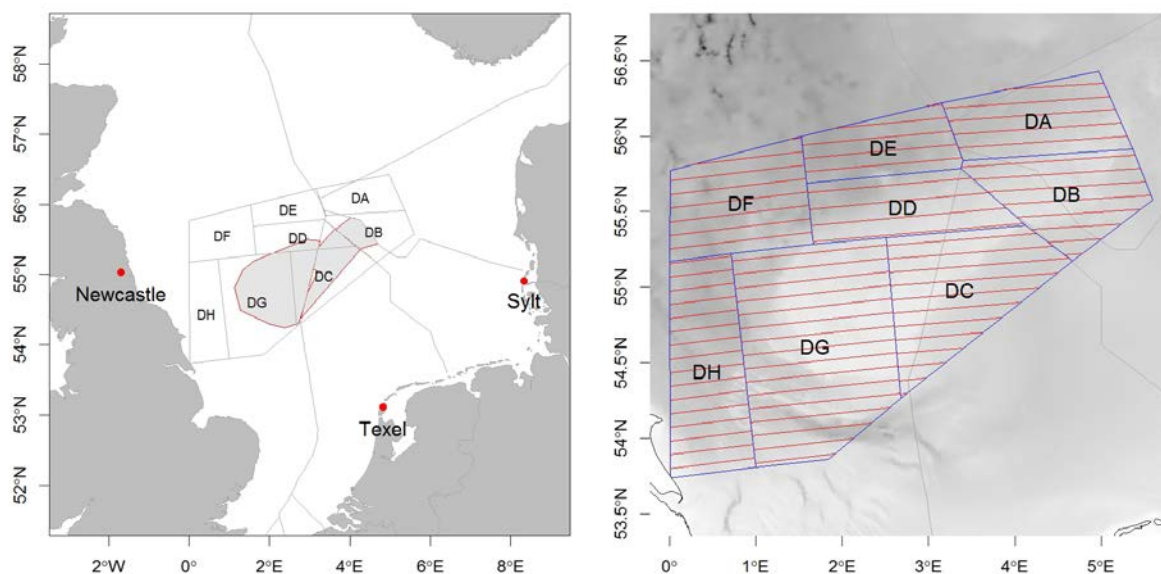 58°N
57°N
56°N
55°N
54°N
53°N
52°N
DA
DE
DF
DB
DD
DC
DG
DH
Newcastle
Sylt
Texel
2°W
0°
2°E
4°E
6°E
8°E
56.5°N
56°N
55.5°N
55°N
54.5°N
54°N
53.5°N
DA
DE
DF
DB
DD
DC
DG
DH
0°
1°E
2°E
3°E
4°E
5°E